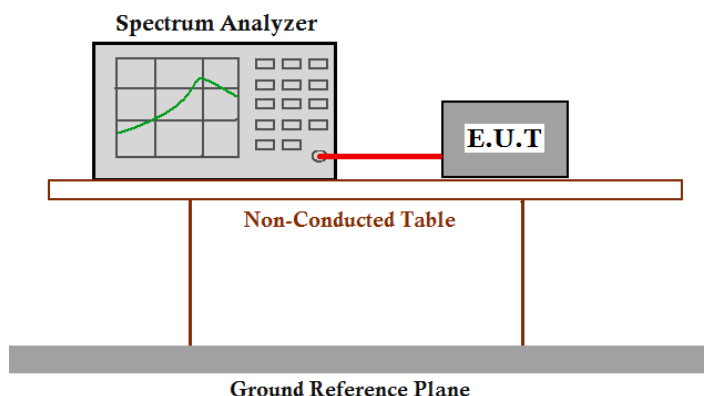 Spectrum Analyzer
E.U.T
Non-Conducted Table
Ground Reference Plane